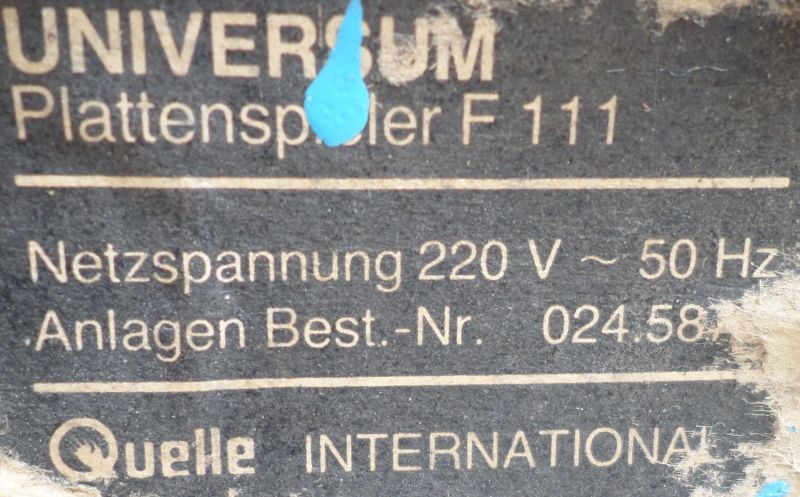 UNIVERSUM
Plattenspieler F 111
Netzspannung 220 V ~ 50 Hz
Anlagen Best.-Nr. 024.58
Quelle INTERNATIONAL